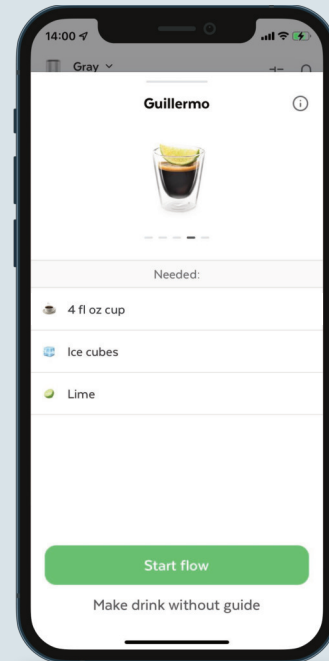 14:00
Gray
Guillermo
Needed:
4 fl oz cup
Ice cubes
Lime
Start flow
Make drink without guide